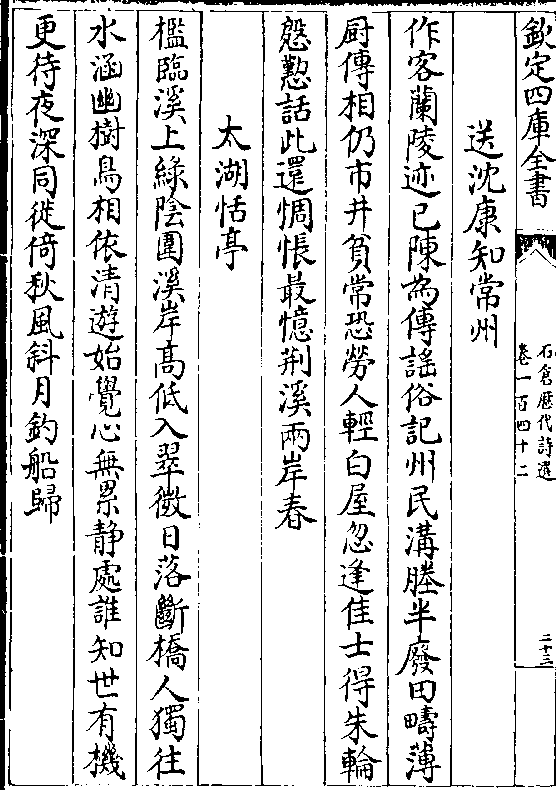 欽定四庫全書
石倉歴代詩選
卷一百四十二
二十三
送沈康知常州
作客蘭陵迹已陳為傳謡俗記州民溝塍半廢田疇薄
厨傳相仍市井貧常恐勞人輕白屋忽逢佳士得朱輪
慇懃話此還惆悵最憶荆溪兩岸春
太湖恬亭
檻臨溪上緑陰圍溪岸髙低入翠微日落斷橋人獨往
水涵幽樹鳥相依清遊始覺心無累静處誰知世有機
更待夜深同徙倚秋風斜月釣船歸